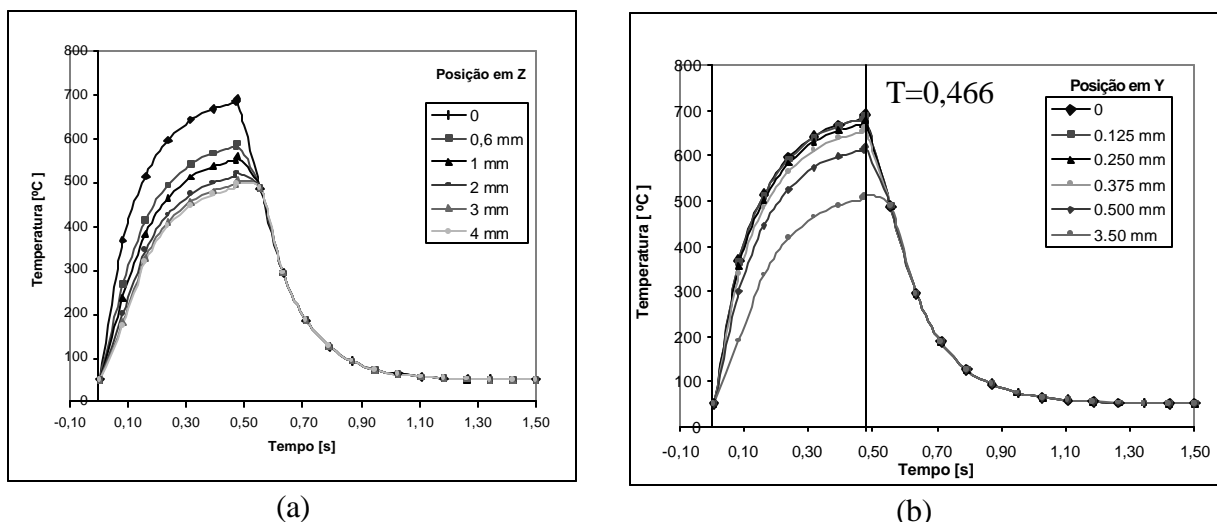 800
700
600
500
400
300
200
100
0
Temperatura [ºC]
-0,10
0,10
0,30
0,50
0,70
0,90
1,10
1,30
1,50
Tempo [s]
Posição em Z
0
0,6 mm
1 mm
2 mm
3 mm
4 mm
(a)
800
700
600
500
400
300
200
100
0
Temperatura [ºC]
-0,10
0,10
0,30
0,50
0,70
0,90
1,10
1,30
1,50
Tempo [s]
T=0,466
Posição em Y
0
0.125 mm
0.250 mm
0.375 mm
0.500 mm
3.50 mm
(b)